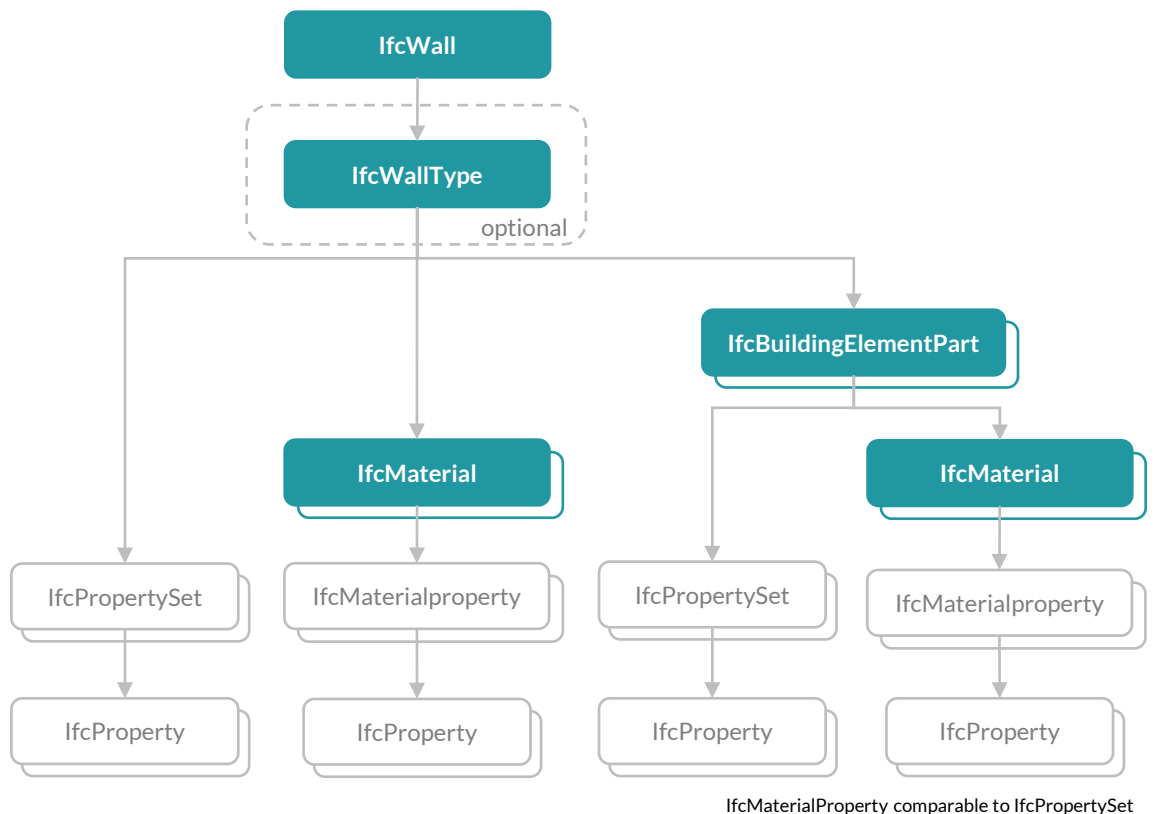 IfcWall
IfcWallType
optional
IfcBuildingElementPart
IfcMaterial
IfcMaterial
IfcPropertySet
IfcMaterialproperty
IfcPropertySet
IfcMaterialproperty
IfcProperty
IfcProperty
IfcProperty
IfcProperty
IfcMaterialProperty comparable to IfcPropertySet